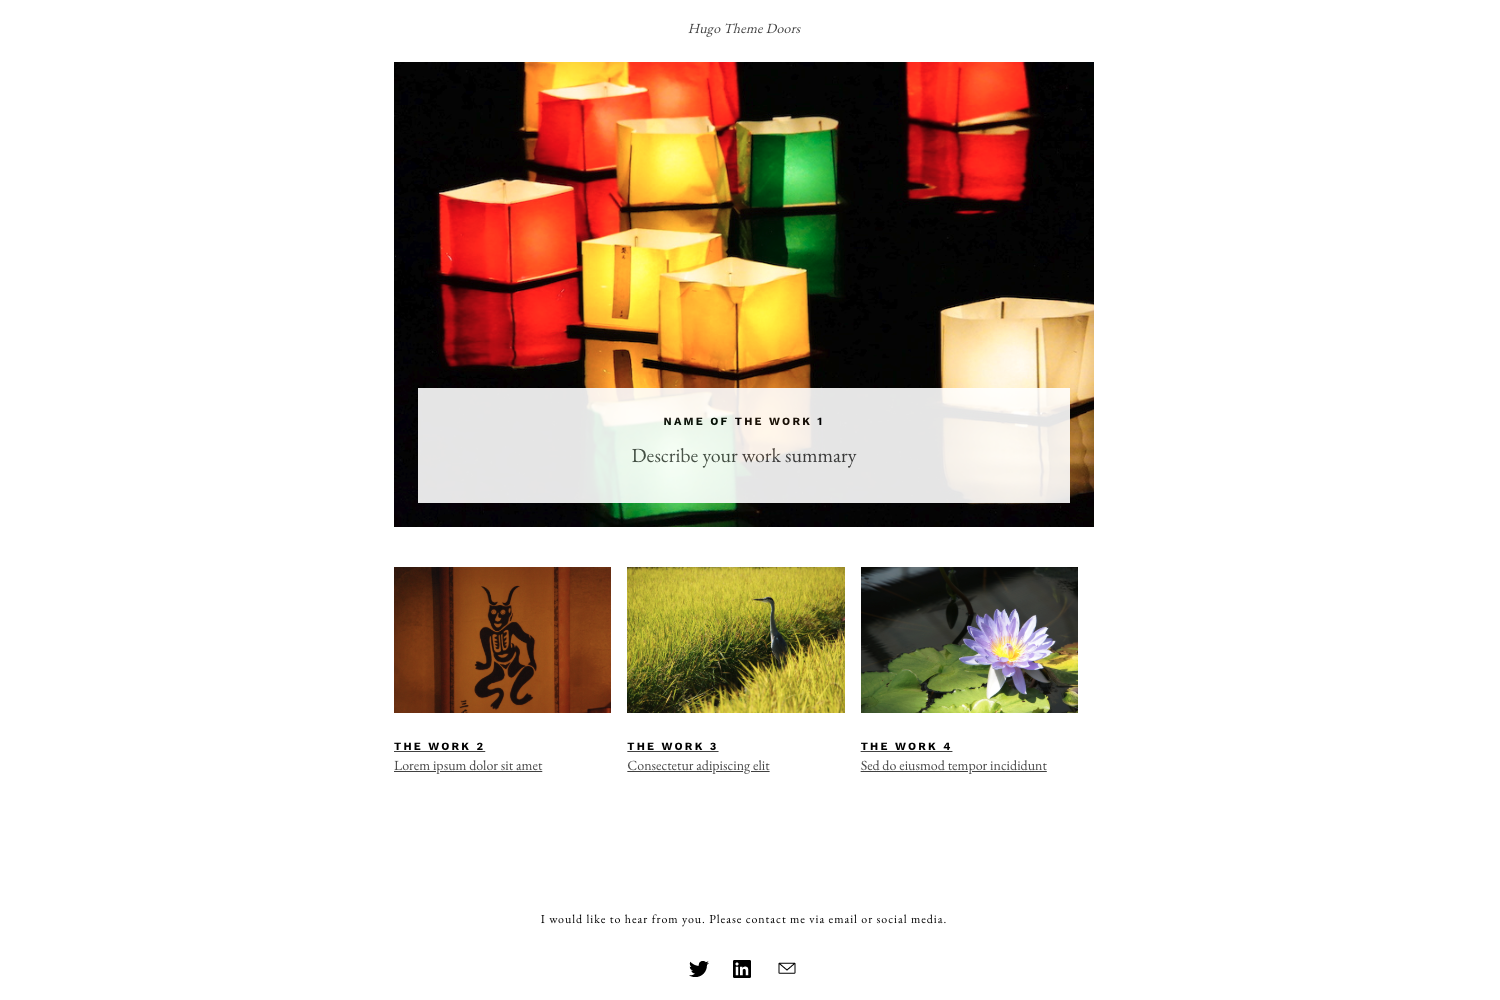 Hugo Theme Doors
NAME OF THE WORK 1
Describe your work summary
THE WORK 2
Lorem ipsum dolor sit amet
THE WORK 3
Consectetur adipiscing elit
THE WORK 4
Sed do eiusmod tempor incididunt
I would like to hear from you. Please contact me via email or social media.